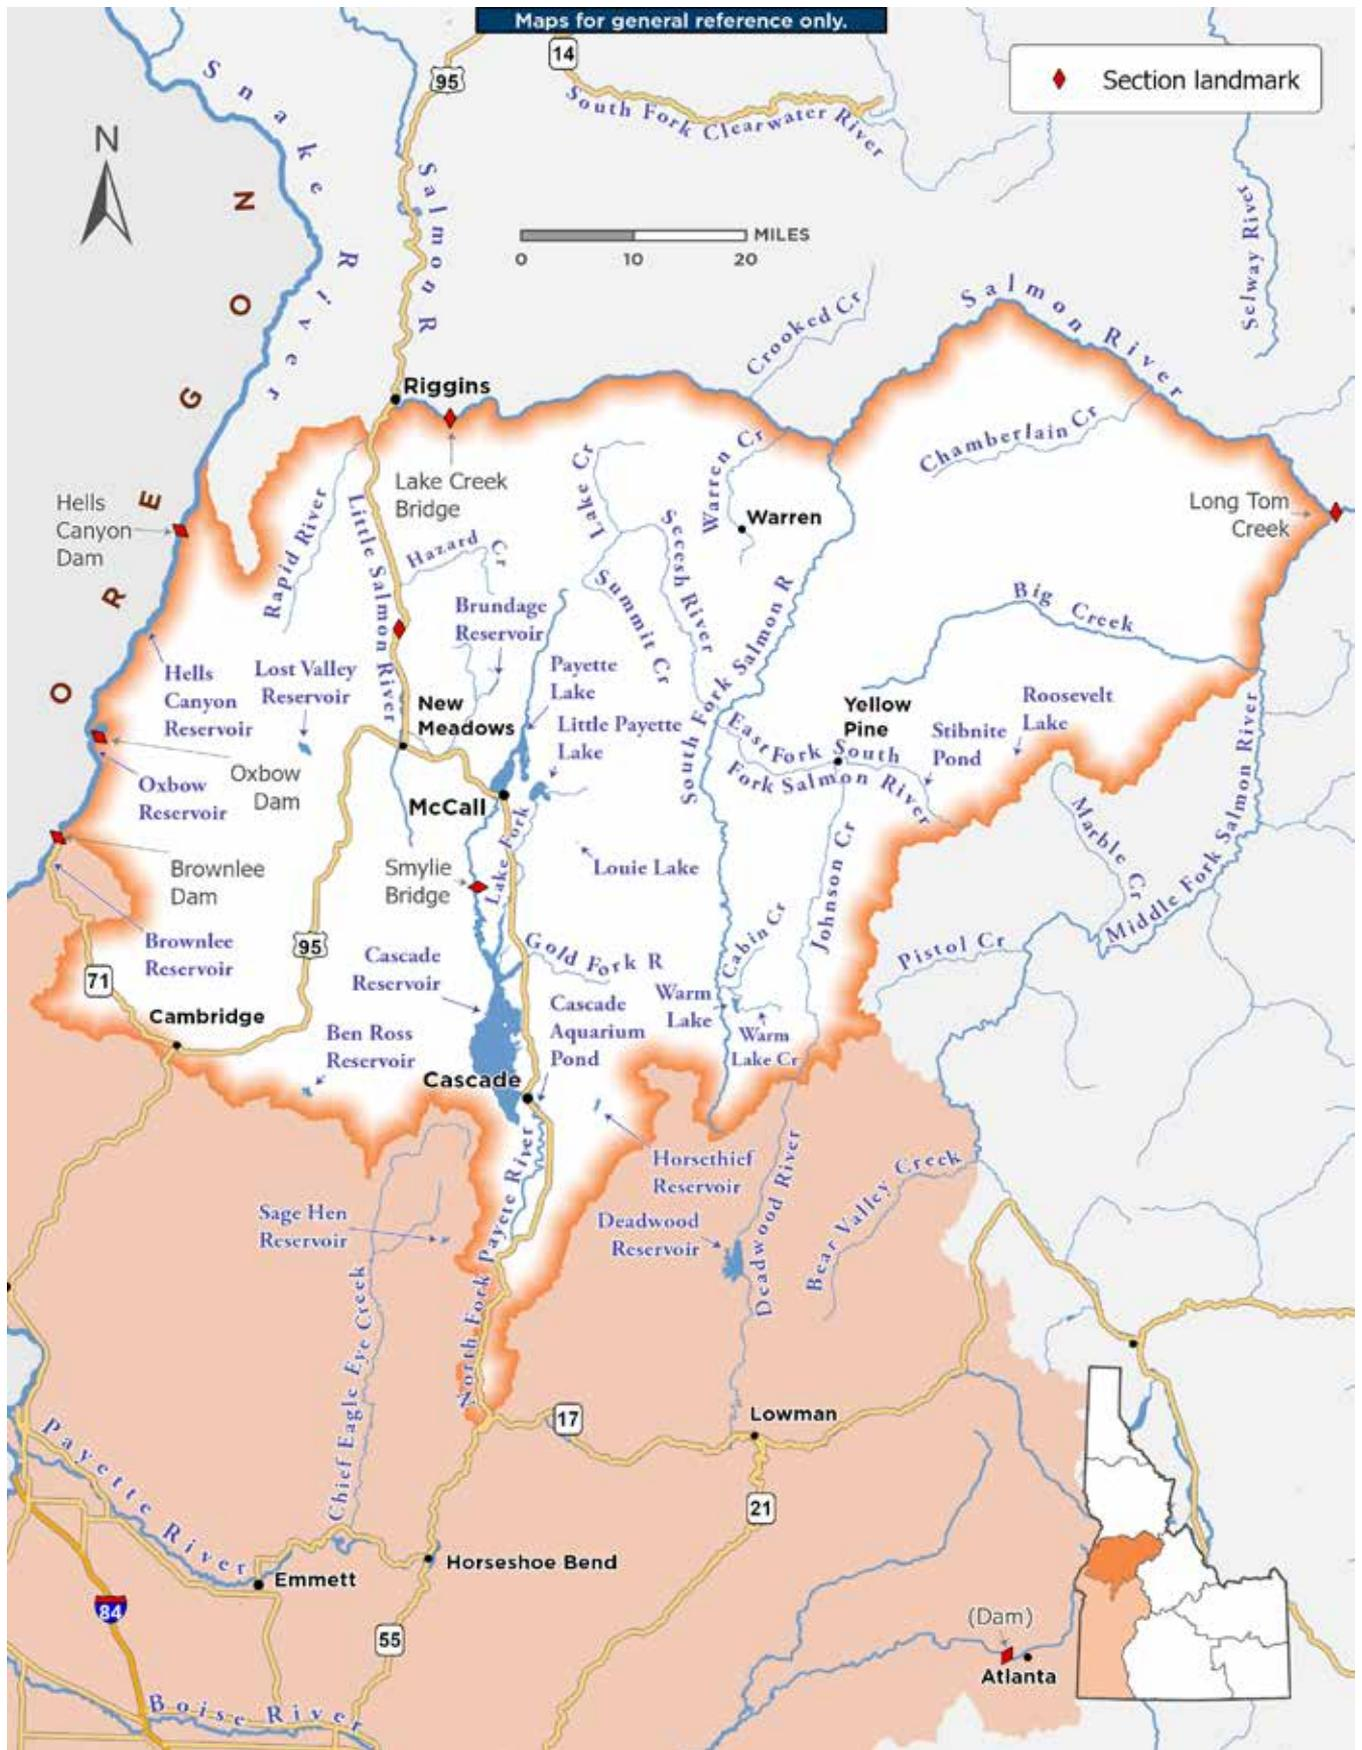 Maps for general reference only.
14
95
Section landmark
South Fork Clearwater River
Snake River
Salmon R
Selway River
N
OREGON
MILES
0 10 20
Salmon River
Crooked Cr
Riggins
Chamberlain Cr
Lake Creek
Bridge
Lake Cr
Warren Cr
Warren
Long Tom
Creek
Hells
Canyon
Dam
Rapid River
Little Salmon River
Hazard Cr
Secesh River
Summit Cr
South Fork Salmon R
Big Creek
Brundage
Reservoir
Hells
Canyon
Reservoir
Lost Valley
Reservoir
New
Meadows
Payette
Lake
Little Payette
Lake
Yellow
Pine
Stibnite
Pond
Roosevelt
Lake
East Fork South
Fork Salmon River
Oxbow
Dam
Oxbow
Reservoir
McCall
Lake Fork
Louie Lake
Johnson Cr
Marble Cr
Middle Fork Salmon River
Brownlee
Dam
Smylie
Bridge
Brownlee
Reservoir
95
71
Cascade
Reservoir
Gold Fork R
Cabin Cr
Pistol Cr
Warm
Lake
Warm
Lake Cr
Cambridge
Ben Ross
Reservoir
Cascade
Aquarium
Pond
Cascade
Horsethief
Reservoir
Sage Hen
Reservoir
North Fork Payete River
Deadwood
Reservoir
Deadwood River
Bear Valley Creek
Chief Eagle Eye Creek
17
Lowman
21
Payette River
Horseshoe Bend
Emmett
84
55
(Dam)
Atlanta
Boise River